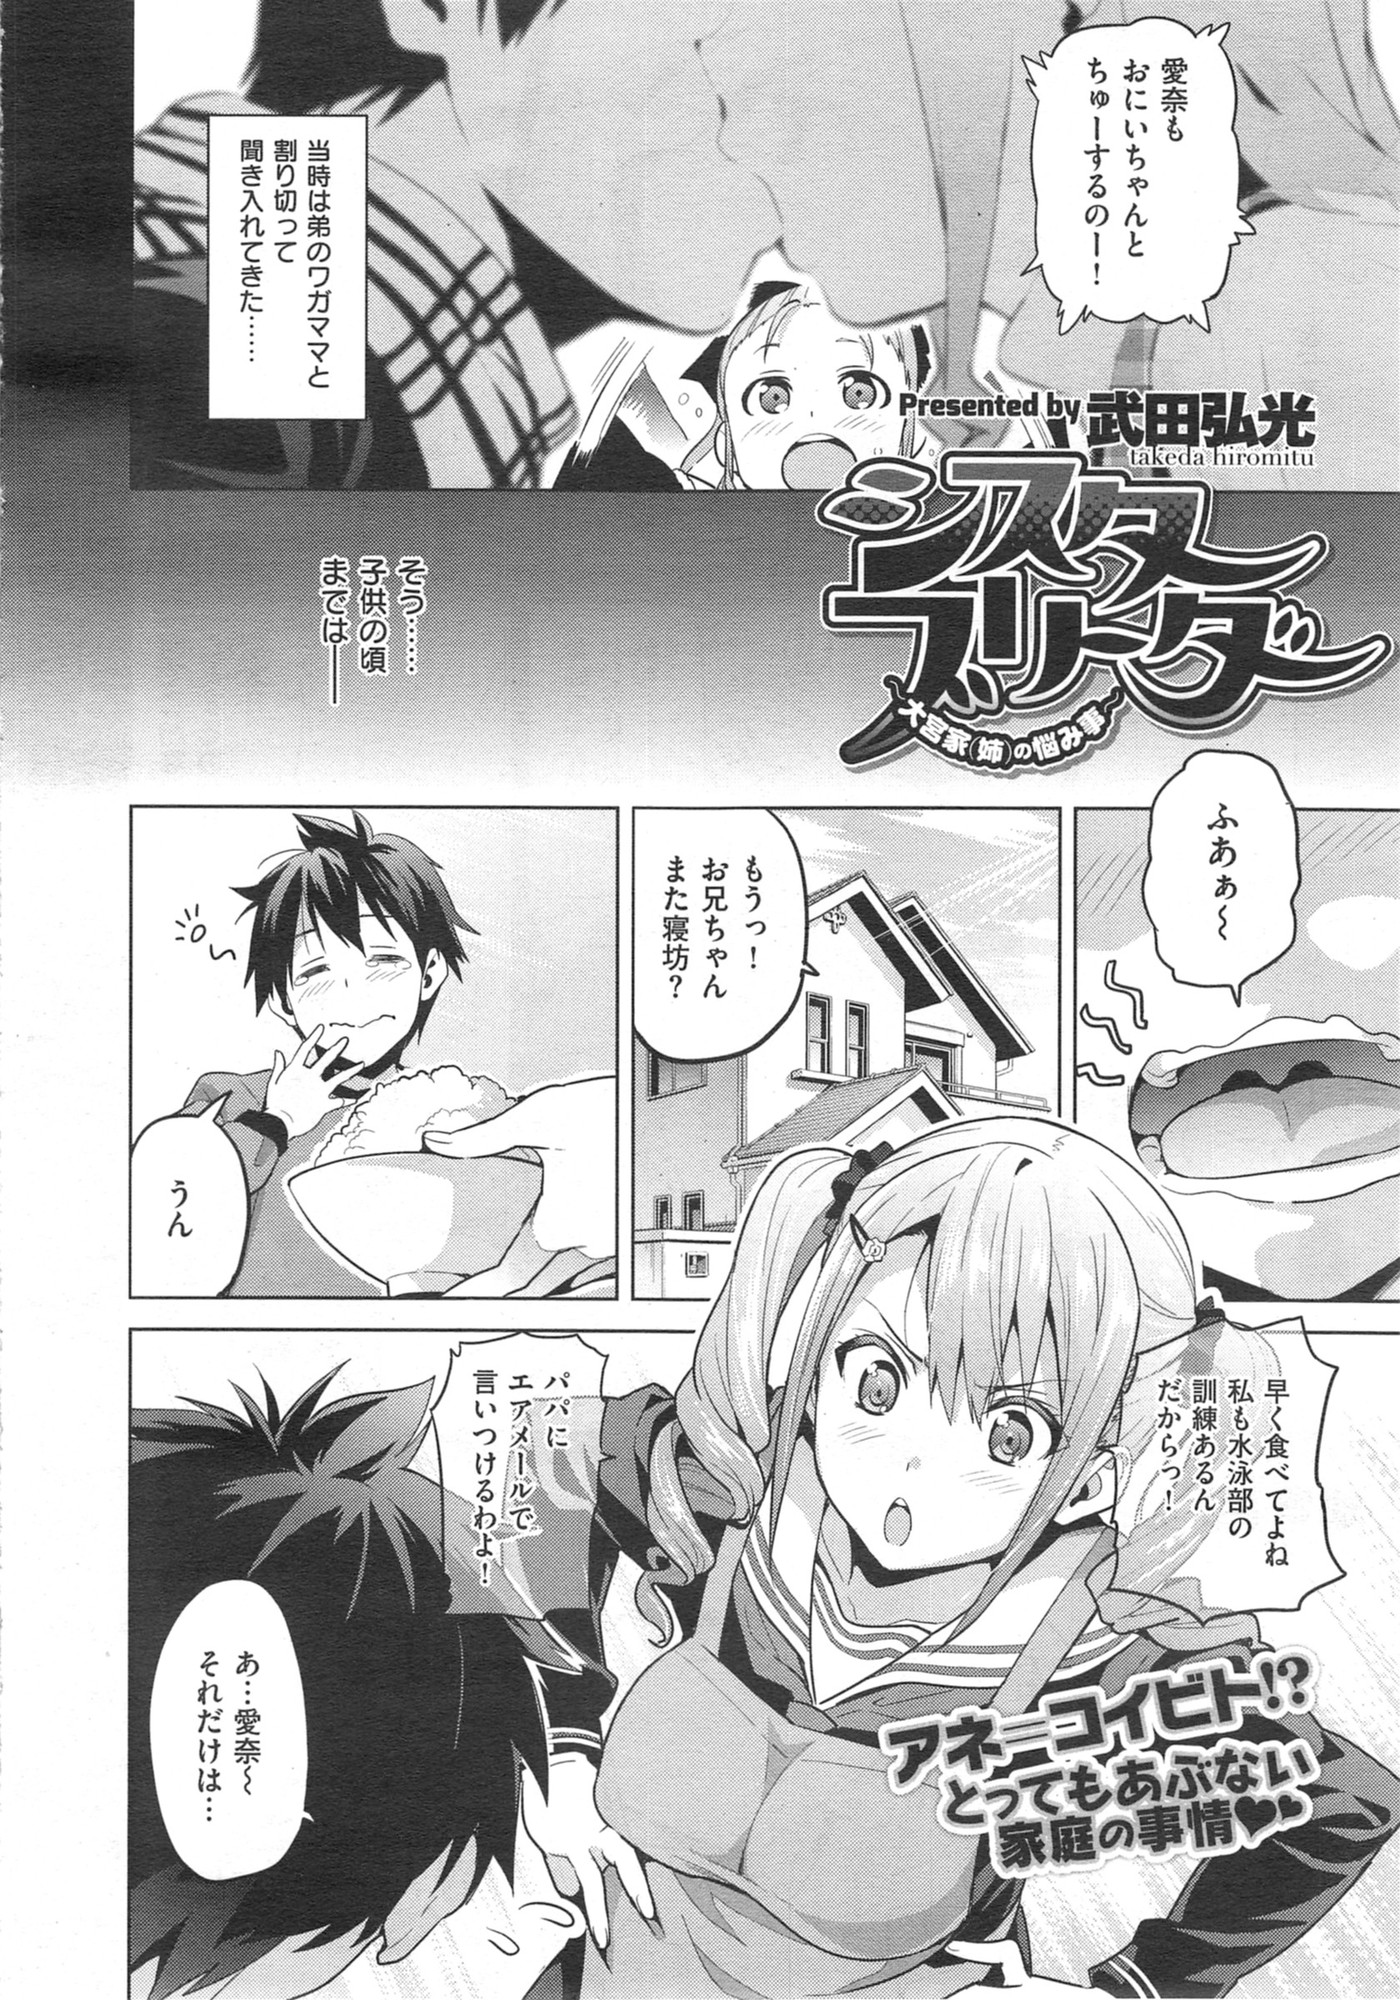 愛奈も
おにいちゃんと
ちゅーするのー！
当時は弟のワガママと
割り切って
聞き入れてきた……
Presented by 武田弘光
takeda hiromitu
シスター
ブリーダー
～大宮家(姉)の悩み事～
そう……
子供の頃
までは――
ふあぁ～
もうっ！
お兄ちゃん
また寝坊？
うん
早く食べてよね
私も水泳部の
訓練あるん
だからっ！
パパに
エアメールで
言いつけるわよ！
あ…愛奈～
それだけは…
アネ＝コイビト!?
とってもあぶない
家庭の事情♥♥